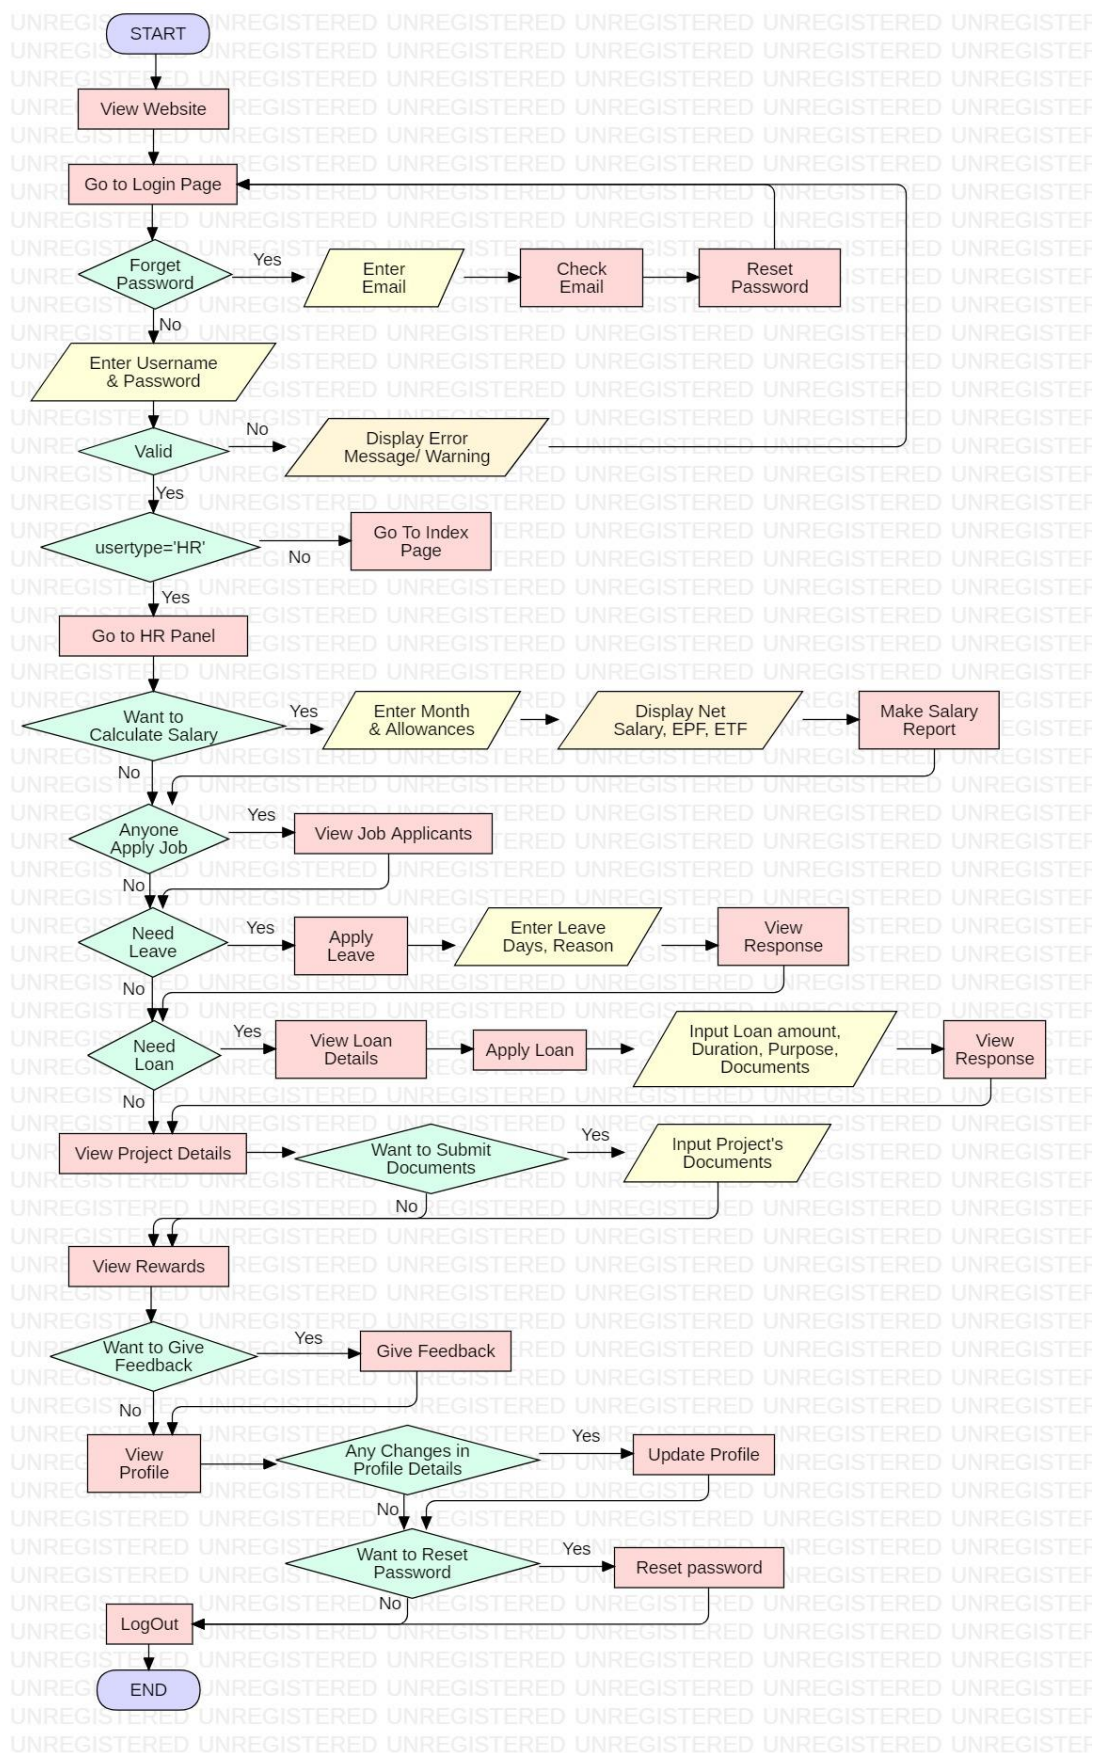 START
View Website
Go to Login Page
Forget
Password
Yes
Enter
Email
Check
Email
Reset
Password
No
Enter Username
& Password
Valid
No
Display Error
Message/ Warning
Yes
usertype='HR'
No
Go To Index
Page
Yes
Go to HR Panel
Want to
Calculate Salary
Yes
Enter Month
& Allowances
Display Net
Salary, EPF, ETF
Make Salary
Report
No
Anyone
Apply Job
Yes
View Job Applicants
No
Need
Leave
Yes
Apply
Leave
Enter Leave
Days, Reason
View
Response
No
Need
Loan
Yes
View Loan
Details
Apply Loan
Input Loan amount,
Duration, Purpose,
Documents
View
Response
No
View Project Details
Want to Submit
Documents
Yes
Input Project's
Documents
No
View Rewards
Want to Give
Feedback
Yes
Give Feedback
No
View
Profile
Any Changes in
Profile Details
Yes
Update Profile
No
Want to Reset
Password
Yes
Reset password
No
LogOut
END
UNREGISTERED